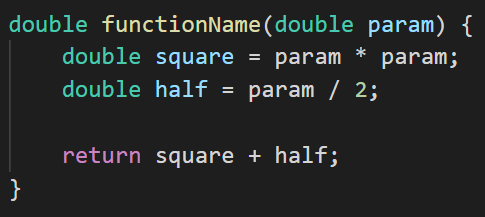 double functionName(double param) {
    double square = param * param;
    double half = param / 2;

    return square + half;
}